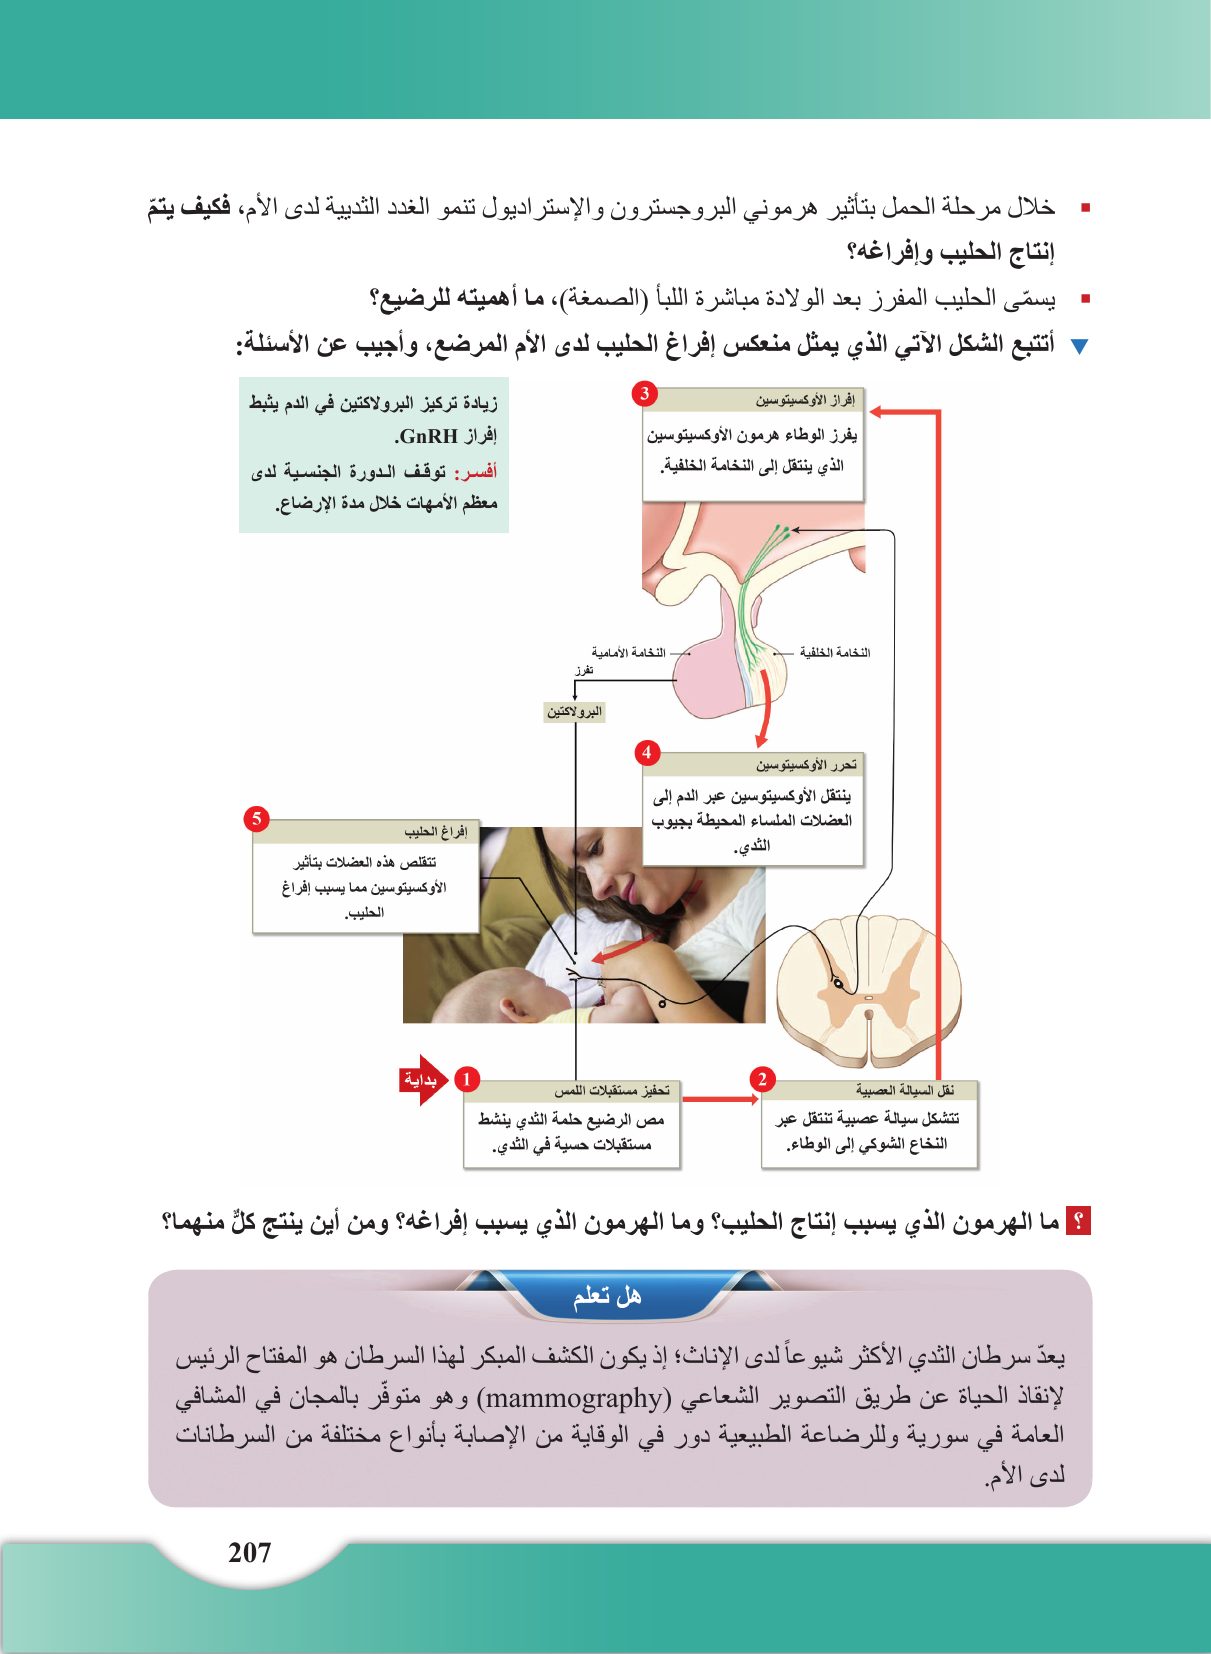 خلال مرحلة الحمل بتأثير هرموني البروجسترون والإستراديول تنمو الغدد الثديية لدى الأم، فكيف يتمّ
إنتاج الحليب وإفراغه؟
يسمّى الحليب المفرز بعد الولادة مباشرة اللبأ (الصمغة)، ما أهميته للرضيع؟
أتتبع الشكل الآتي الذي يمثل منعكس إفراغ الحليب لدى الأم المرضع، وأجيب عن الأسئلة:
زيادة تركيز البرولاكتين في الدم يثبط
إفراز GnRH.
أفسر: توقف الدورة الجنسية لدى
معظم الأمهات خلال مدة الإرضاع.
3
إفراز الأوكسيتوسين
يفرز الوطاء هرمون الأوكسيتوسين
الذي ينتقل إلى النخامة الخلفية.
النخامة الخلفية
النخامة الأمامية
تفرز
البرولاكتين
4
تحرر الأوكسيتوسين
ينتقل الأوكسيتوسين عبر الدم إلى
العضلات الملساء المحيطة بجيوب
الثدي.
5
إفراغ الحليب
تتقلص هذه العضلات بتأثير
الأوكسيتوسين مما يسبب إفراغ
الحليب.
بداية
1
تحفيز مستقبلات اللمس
مص الرضيع حلمة الثدي ينشط
مستقبلات حسية في الثدي.
2
نقل السيالة العصبية
تتشكل سيالة عصبية تنتقل عبر
النخاع الشوكي إلى الوطاء.
؟ ما الهرمون الذي يسبب إنتاج الحليب؟ وما الهرمون الذي يسبب إفراغه؟ ومن أين ينتج كلٌّ منهما؟
هل تعلم
يعدّ سرطان الثدي الأكثر شيوعاً لدى الإناث؛ إذ يكون الكشف المبكر لهذا السرطان هو المفتاح الرئيس
لإنقاذ الحياة عن طريق التصوير الشعاعي (mammography) وهو متوفّر بالمجان في المشافي
العامة في سورية وللرضاعة الطبيعية دور في الوقاية من الإصابة بأنواع مختلفة من السرطانات
لدى الأم.
207